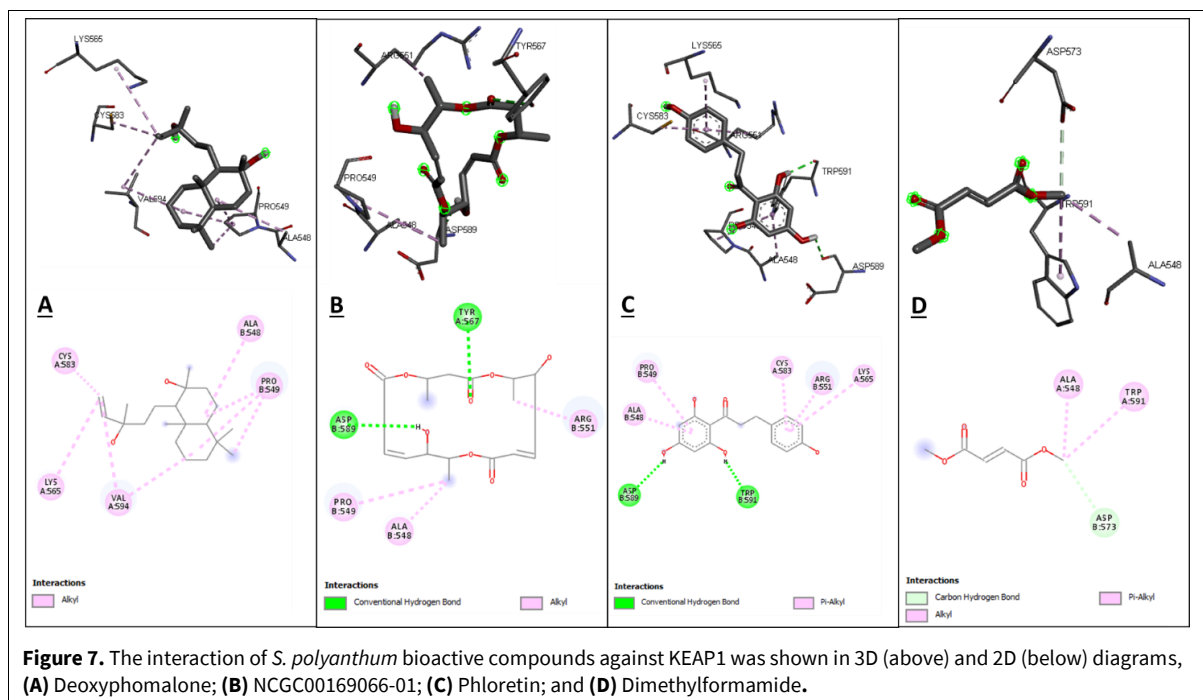 LYS565
CYS583
VAL594
PRO549
ALA548
A
CYS
A:583
ALA
B:548
PRO
B:549
LYS
A:565
VAL
A:594
Interactions
Alkyl
ARG551
TYR567
PRO549
ALA548
ASP589
B
TYR
A:567
O
O
O
O
O
ASP
B:589
H
O
ARG
B:551
O
O
PRO
B:549
ALA
B:548
Interactions
Conventional Hydrogen Bond
Alkyl
LYS565
CYS583
ARG551
TRP591
ALA548
ASP589
C
PRO
B:549
CYS
A:583
ARG
B:551
LYS
A:565
ALA
B:548
ASP
B:589
TRP
B:591
Interactions
Conventional Hydrogen Bond
Pi-Alkyl
ASP573
TRP591
ALA548
D
ALA
A:548
TRP
A:591
ASP
B:573
Interactions
Carbon Hydrogen Bond
Alkyl
Pi-Alkyl
Figure 7. The interaction of S. polyanthum bioactive compounds against KEAP1 was shown in 3D (above) and 2D (below) diagrams,
(A) Deoxyphomalone; (B) NCGC00169066-01; (C) Phloretin; and (D) Dimethylformamide.